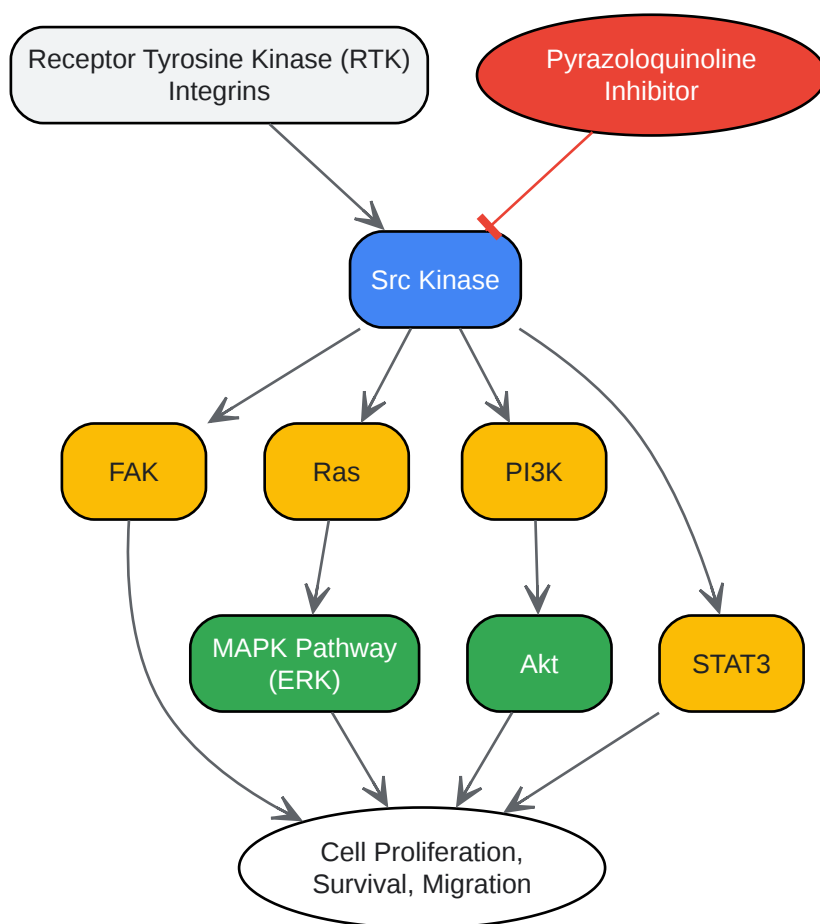 Receptor Tyrosine Kinase (RTK)
Integrins
Pyrazoloquinoline
Inhibitor
Src Kinase
FAK
Ras
PI3K
MAPK Pathway
(ERK)
Akt
STAT3
Cell Proliferation,
Survival, Migration